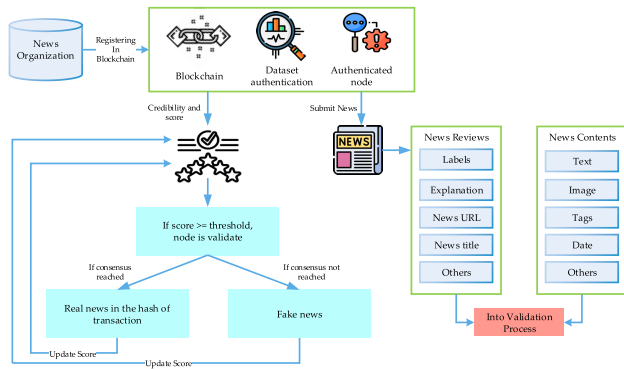 News
Organization
Registering
In
Blockchain
Blockchain
Dataset
authentication
Authenticated
node
Credibility and
score
Submit News
NEWS
If score >= threshold,
node is validate
If consensus
reached
If consensus not
reached
Real news in the hash of
transaction
Fake news
Update Score
Update Score
News Reviews
Labels
Explanation
News URL
News title
Others
News Contents
Text
Image
Tags
Date
Others
Into Validation
Process